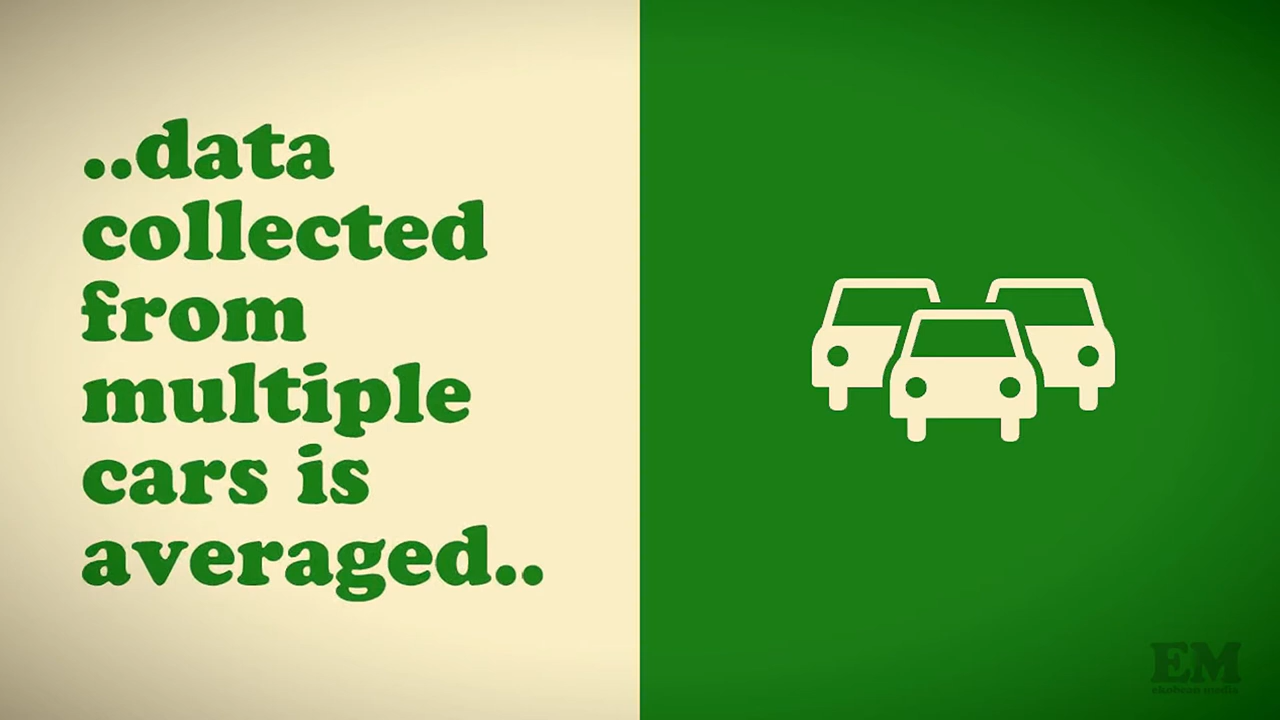 ..data
collected
from
multiple
cars is
averaged..
EM